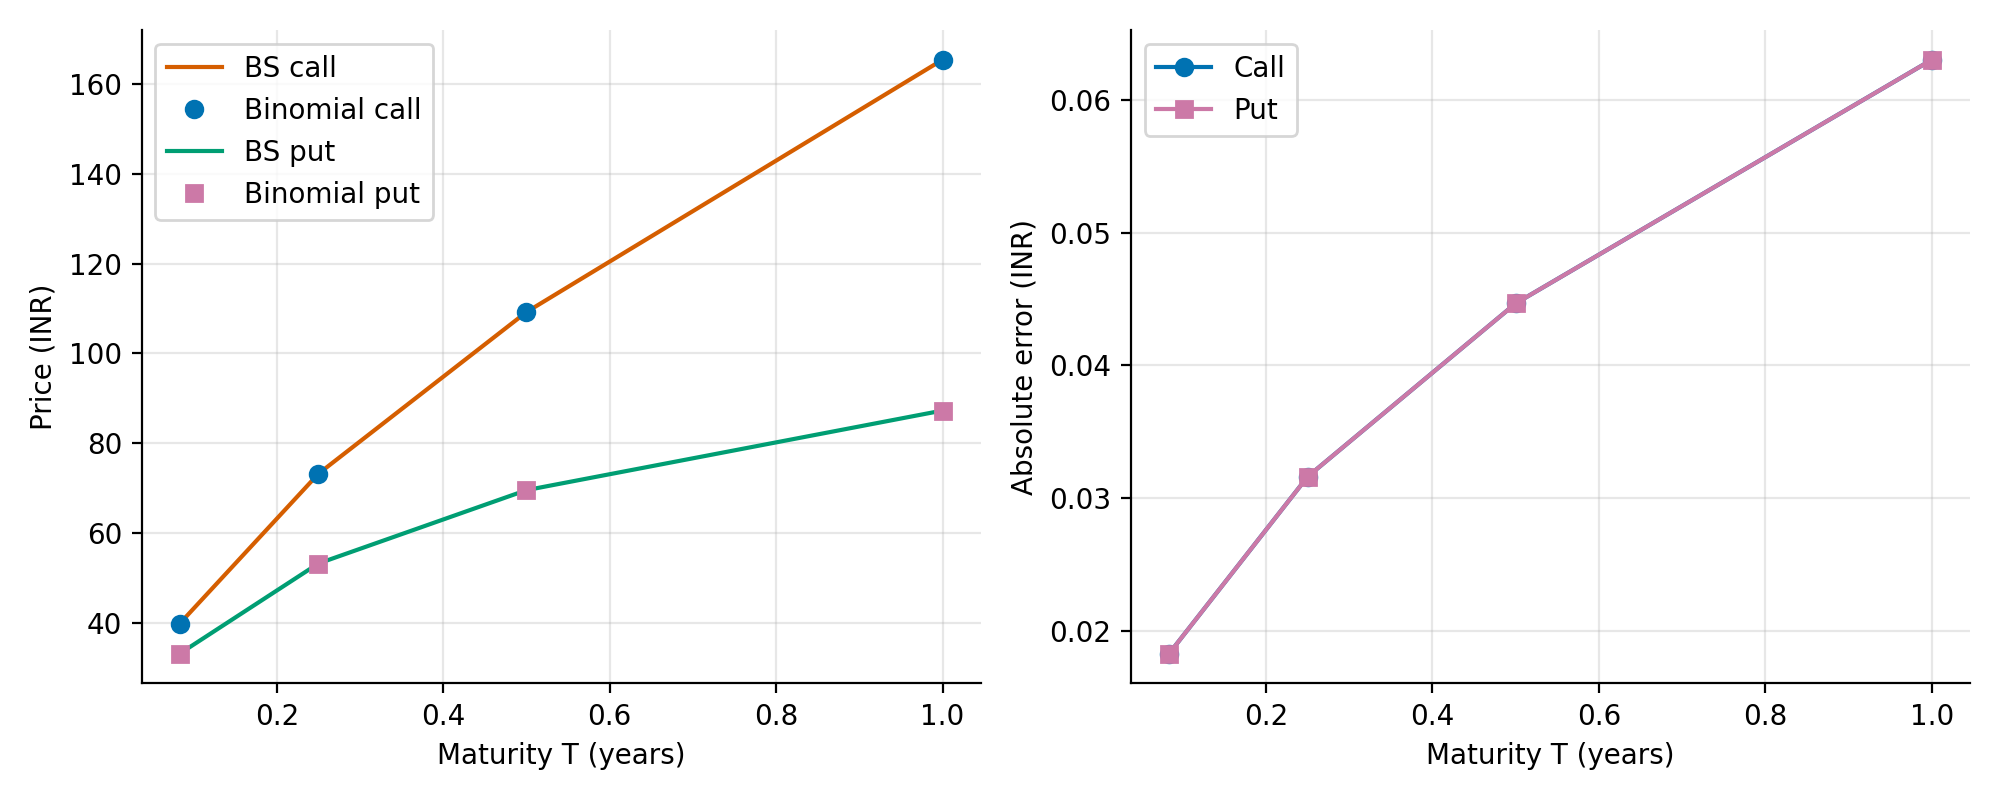 BS call
Binomial call
BS put
Binomial put
160
140
120
100
80
60
40
Price (INR)
0.2
0.4
0.6
0.8
1.0
Maturity T (years)
Call
Put
0.06
0.05
0.04
0.03
0.02
Absolute error (INR)
0.2
0.4
0.6
0.8
1.0
Maturity T (years)